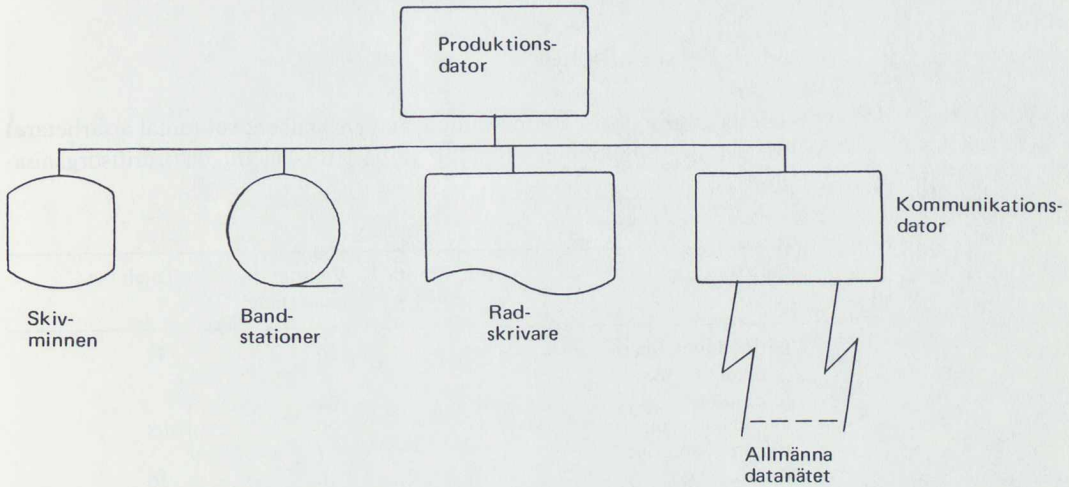 Produktions-
dator
Kommunikations-
dator
Skiv-
minnen
Band-
stationer
Rad-
skrivare
Allmänna
datanätet